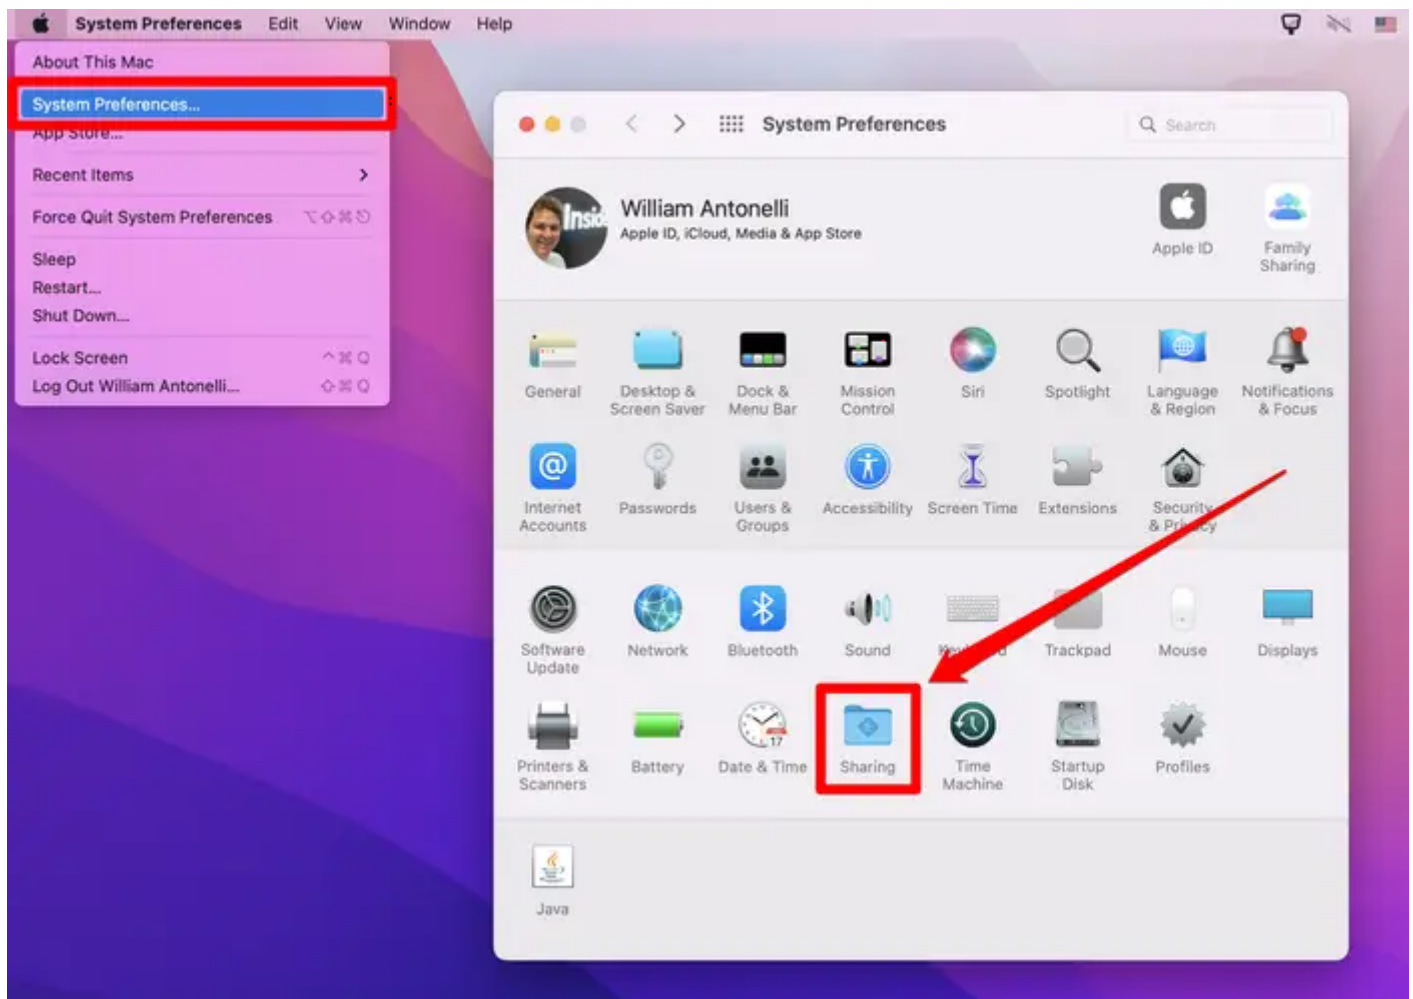 System Preferences Edit View Window Help
About This Mac
System Preferences...
App Store...
Recent Items
Force Quit System Preferences ⌥⇧⌘⎋
Sleep
Restart...
Shut Down...
Lock Screen ^⌘Q
Log Out William Antonelli... ⇧⌘Q
System Preferences
Search
Inside
William Antonelli
Apple ID, iCloud, Media & App Store
Apple ID
Family
Sharing
General
Desktop &
Screen Saver
Dock &
Menu Bar
Mission
Control
Siri
Spotlight
Language
& Region
Notifications
& Focus
Internet
Accounts
Passwords
Users &
Groups
Accessibility
Screen Time
Extensions
Security
& Privacy
Software
Update
Network
Bluetooth
Sound
Keyboard
Trackpad
Mouse
Displays
Printers &
Scanners
Battery
17
Date & Time
Sharing
Time
Machine
Startup
Disk
Profiles
Java